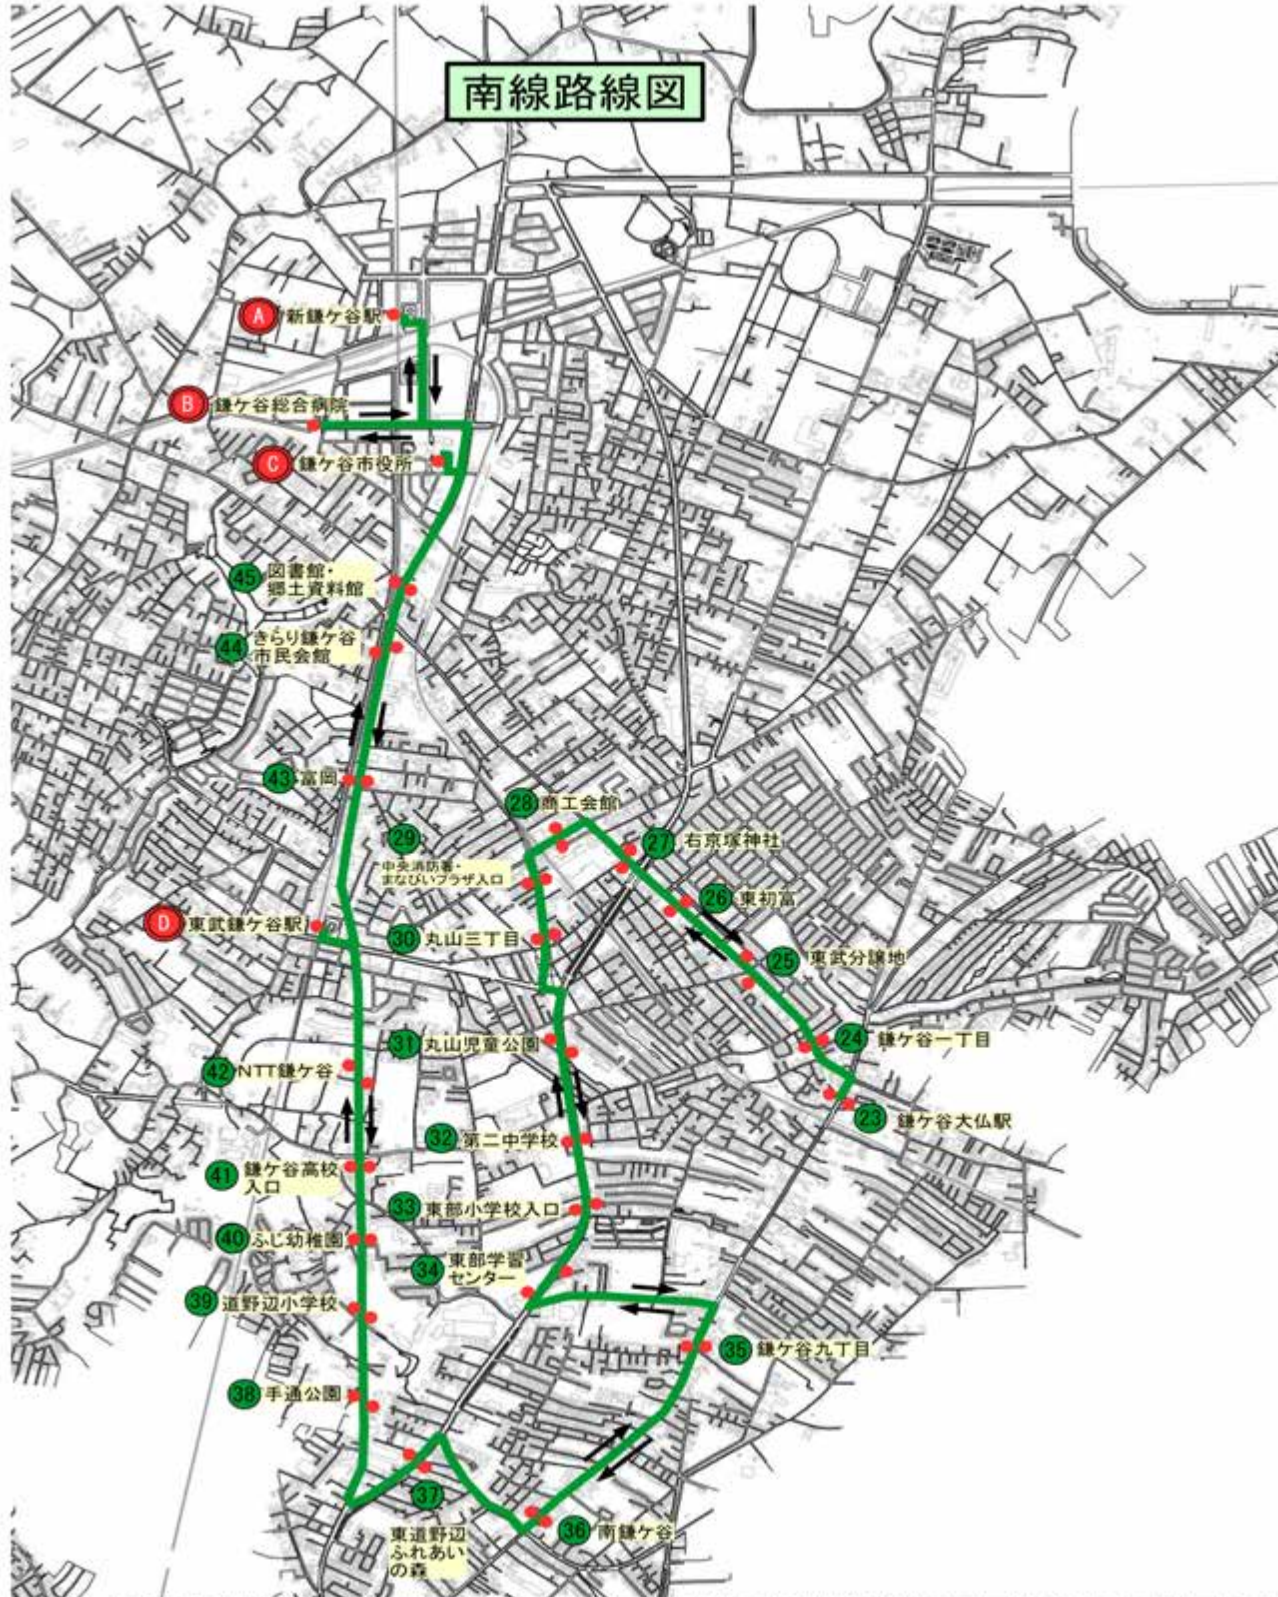 南線路線図
A 新鎌ケ谷駅
B 鎌ケ谷総合病院
C 鎌ケ谷市役所
45 図書館・
郷土資料館
44 きらり鎌ケ谷
市民会館
43 富岡
28 商工会館
29
中央消防署・
まなびぃプラザ入口
27 右京塚神社
26 東初富
D 東武鎌ケ谷駅
30 丸山三丁目
25 東武分譲地
31 丸山児童公園
24 鎌ケ谷一丁目
42 NTT鎌ケ谷
23 鎌ケ谷大仏駅
32 第二中学校
41 鎌ケ谷高校
入口
33 東部小学校入口
40 ふじ幼稚園
34 東部学習
センター
39 道野辺小学校
35 鎌ケ谷九丁目
38 手通公園
37
東道野辺
ふれあい
の森
36 南鎌ケ谷